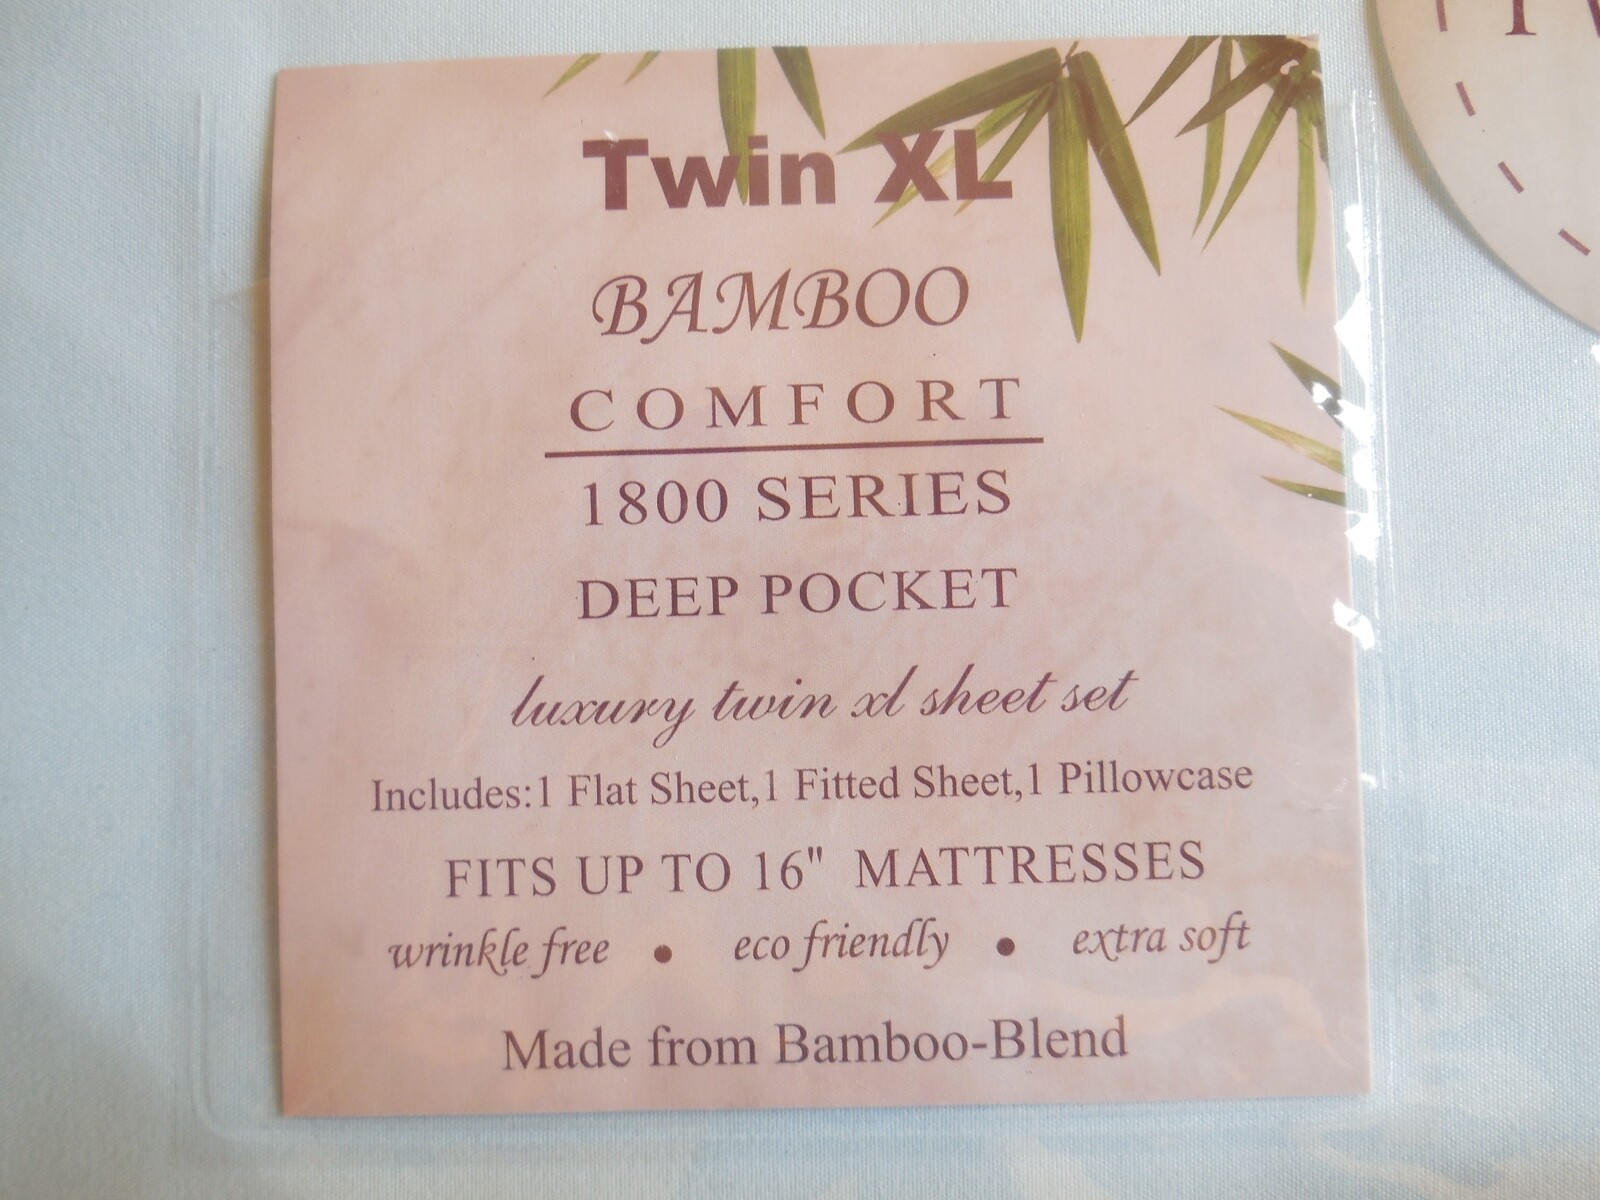 Twin XL
BAMBOO
COMFORT
1800 SERIES
DEEP POCKET
luxury twin xl sheet set
Includes:1 Flat Sheet,1 Fitted Sheet,1 Pillowcase
FITS UP TO 16" MATTRESSES
wrinkle free • eco friendly • extra soft
Made from Bamboo-Blend